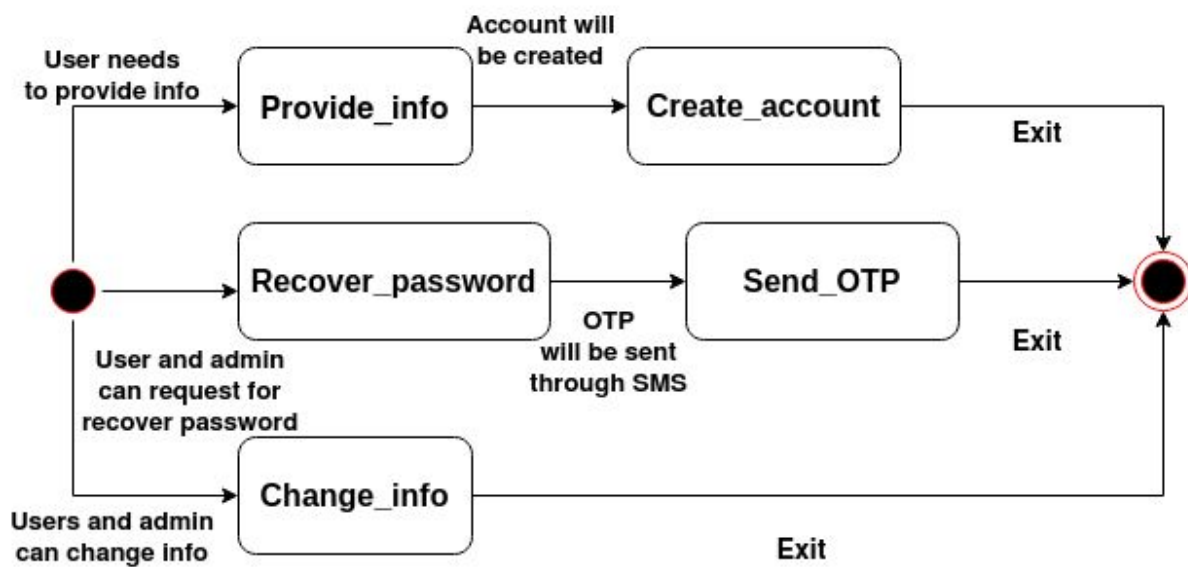 Account will
be created
User needs
to provide info
Provide_info
Create_account
Exit
Recover_password
Send_OTP
OTP
will be sent
through SMS
Exit
User and admin
can request for
recover password
Change_info
Users and admin
can change info
Exit